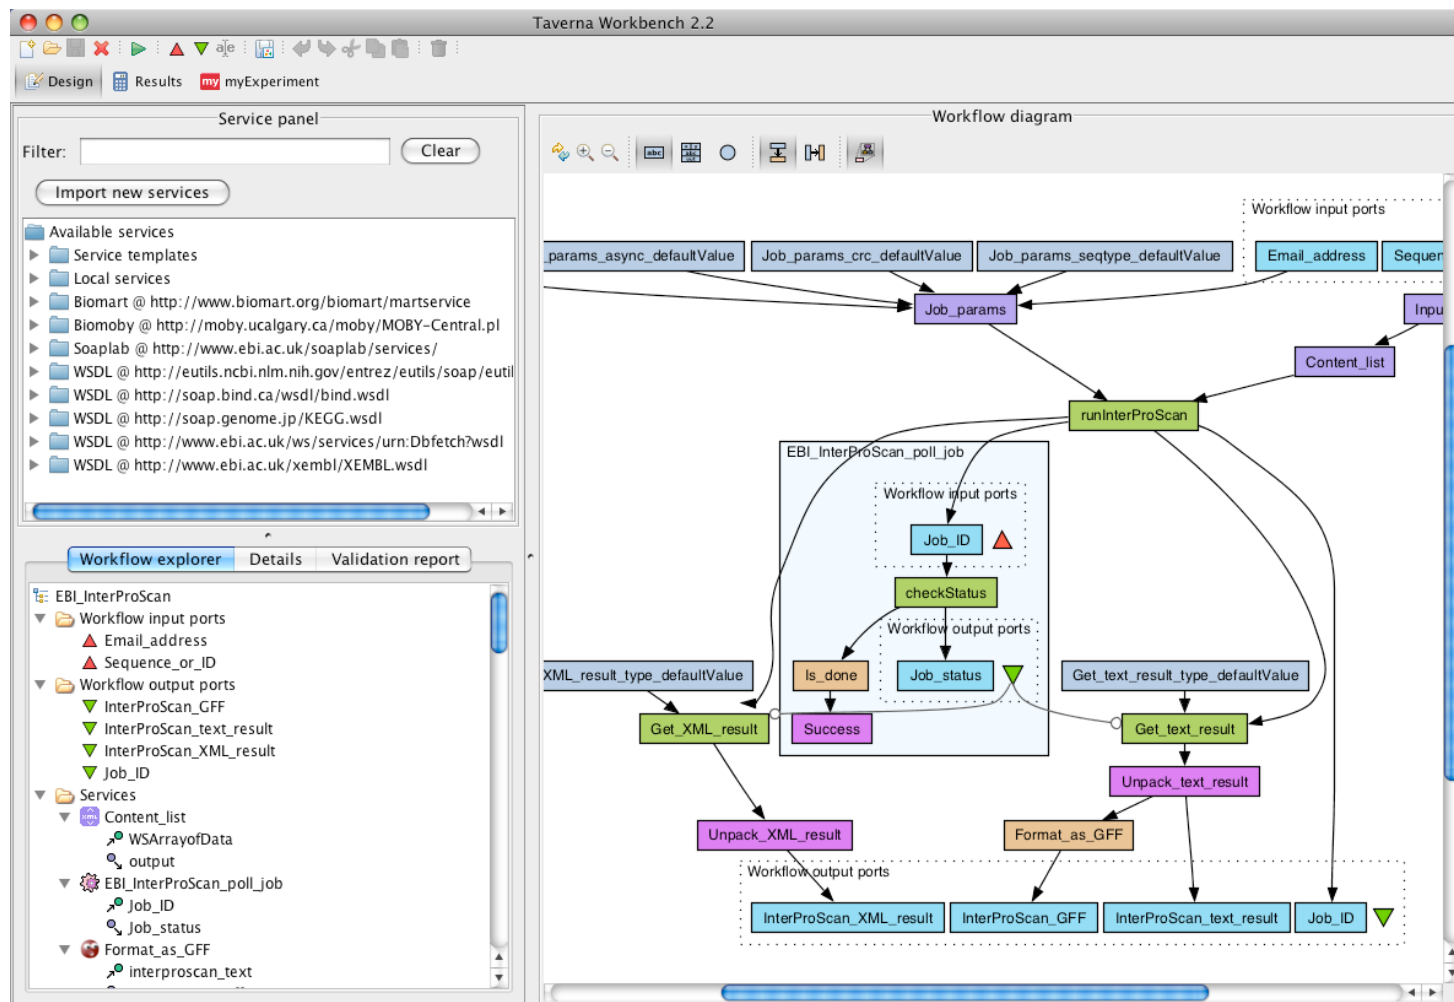 Taverna Workbench 2.2
Design
Results
my myExperiment
Service panel
Filter:
Clear
Import new services
Available services
Service templates
Local services
Biomart @ http://www.biomart.org/biomart/martservice
Biomoby @ http://moby.ucalgary.ca/moby/MOBY-Central.pl
Soaplab @ http://www.ebi.ac.uk/soaplab/services/
WSDL @ http://eutils.ncbi.nlm.nih.gov/entrez/eutils/soap/eutil
WSDL @ http://soap.bind.ca/wsdl/bind.wsdl
WSDL @ http://soap.genome.jp/KEGG.wsdl
WSDL @ http://www.ebi.ac.uk/ws/services/urn:Dbfetch?wsdl
WSDL @ http://www.ebi.ac.uk/xembl/XEMBL.wsdl
Workflow explorer
Details
Validation report
EBI_InterProScan
Workflow input ports
Email_address
Sequence_or_ID
Workflow output ports
InterProScan_GFF
InterProScan_text_result
InterProScan_XML_result
Job_ID
Services
Content_list
WSArrayofData
output
EBI_InterProScan_poll_job
Job_ID
Job_status
Format_as_GFF
interproscan_text
Workflow diagram
abc
Workflow input ports
_params_async_defaultValue
Job_params_crc_defaultValue
Job_params_seqtype_defaultValue
Email_address
Sequen
Job_params
Inpu
Content_list
runInterProScan
EBI_InterProScan_poll_job
Workflow input ports
Job_ID
checkStatus
Workflow output ports
XML_result_type_defaultValue
Is_done
Job_status
Get_text_result_type_defaultValue
Get_XML_result
Success
Get_text_result
Unpack_text_result
Unpack_XML_result
Format_as_GFF
Workflow output ports
InterProScan_XML_result
InterProScan_GFF
InterProScan_text_result
Job_ID